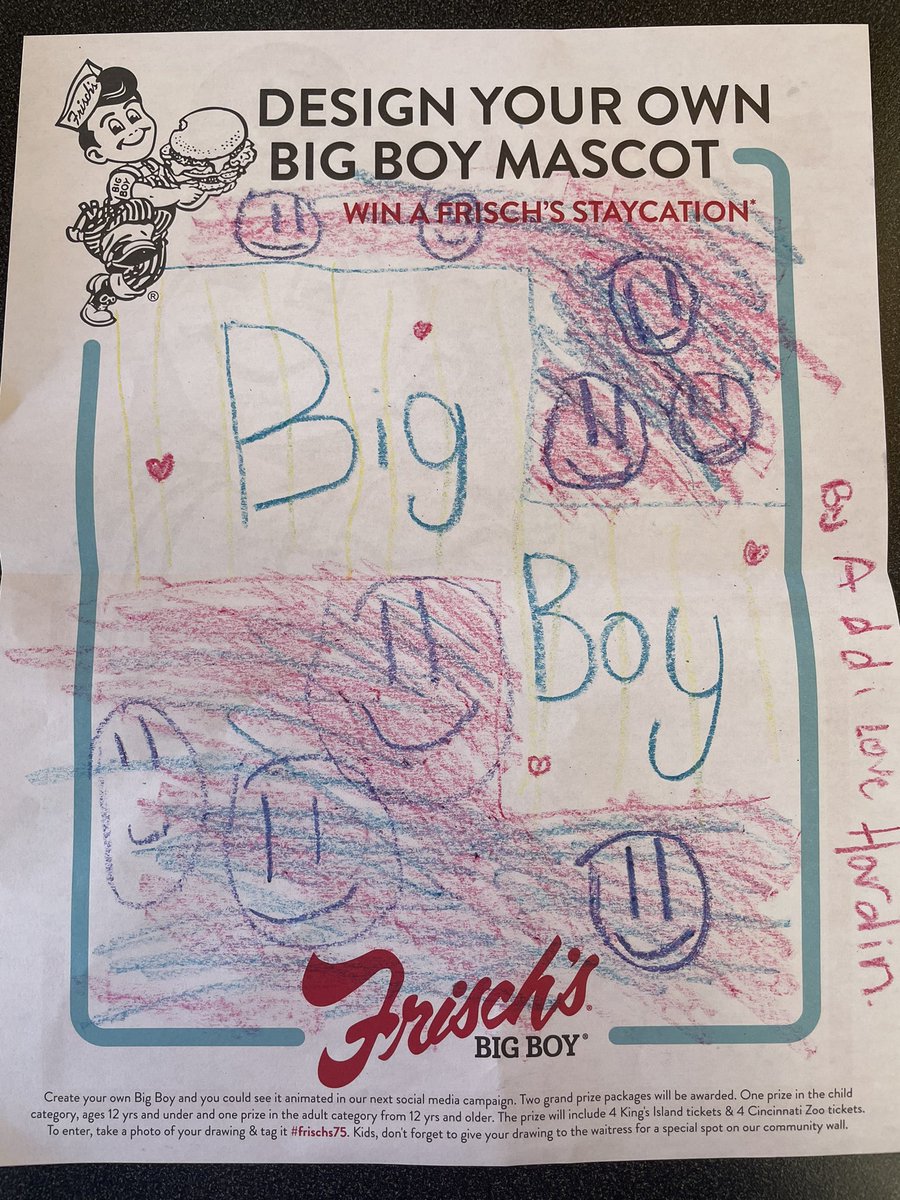 Frisch's
BIG BOY
®
DESIGN YOUR OWN
BIG BOY MASCOT
WIN A FRISCH'S STAYCATION*
Big
Boy
By Addi Love Hardin
Frisch's®
BIG BOY®
Create your own Big Boy and you could see it animated in our next social media campaign. Two grand prize packages will be awarded. One prize in the child
category, ages 12 yrs and under and one prize in the adult category from 12 yrs and older. The prize will include 4 King's Island tickets & 4 Cincinnati Zoo tickets.
To enter, take a photo of your drawing & tag it #frischs75. Kids, don't forget to give your drawing to the waitress for a special spot on our community wall.